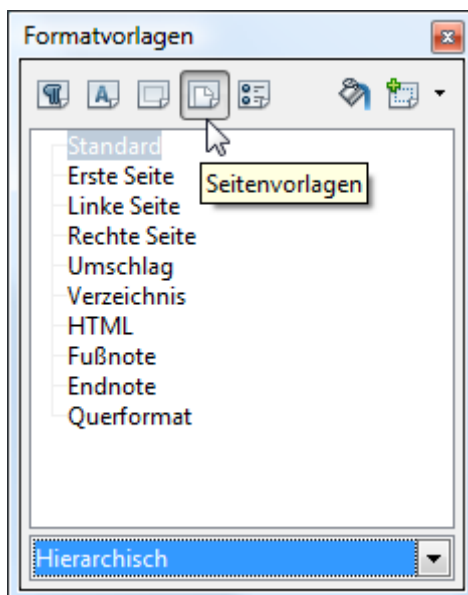 Formatvorlagen
Standard
Erste Seite
Seitenvorlagen
Linke Seite
Rechte Seite
Umschlag
Verzeichnis
HTML
Fußnote
Endnote
Querformat
Hierarchisch